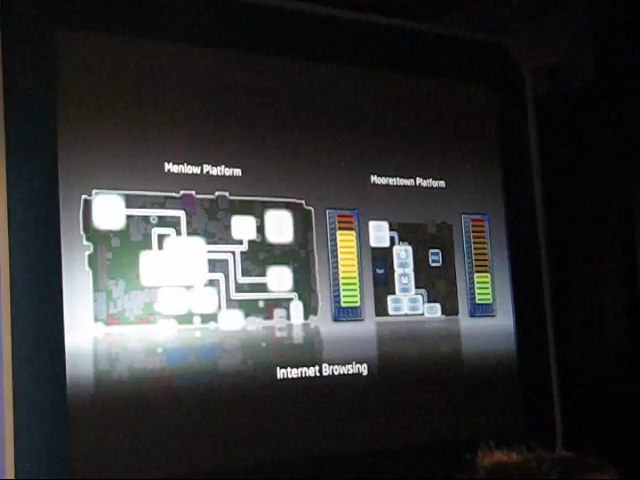 Menlow Platform
Moorestown Platform
Internet Browsing